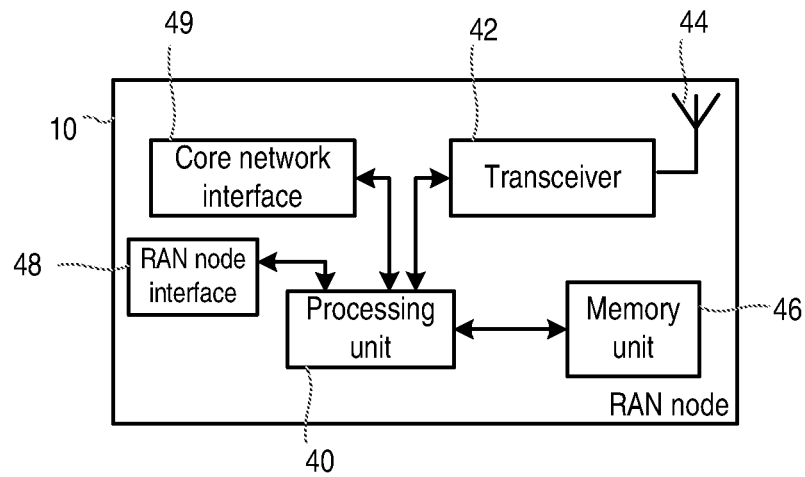 49
42
44
10
Core network
interface
Transceiver
48
RAN node
interface
Processing
unit
Memory
unit
46
RAN node
40